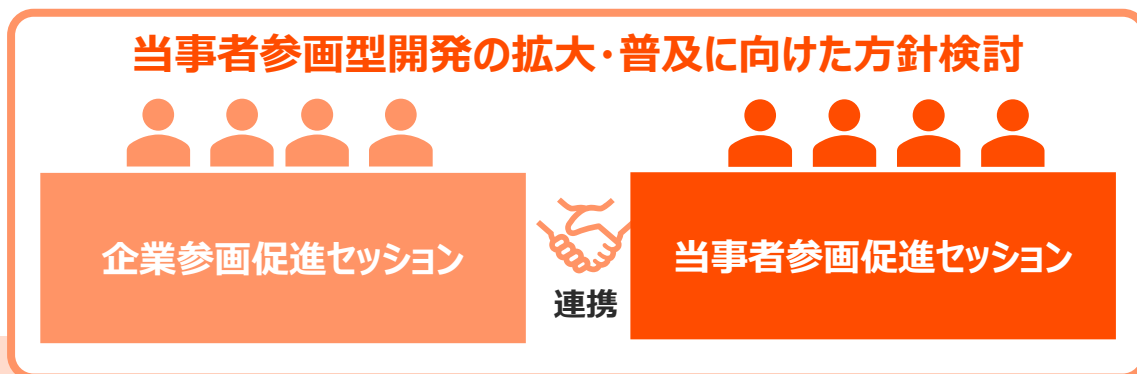 当事者参画型開発の拡大・普及に向けた方針検討
企業参画促進セッション
連携
当事者参画促進セッション